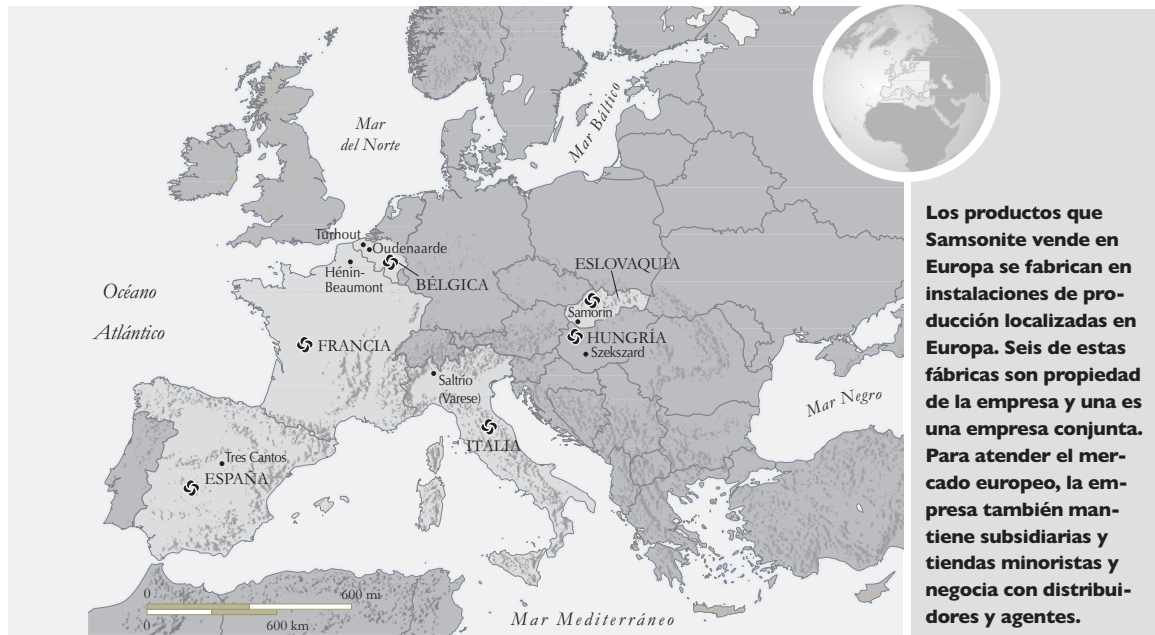 Mar
del Norte
Mar Báltico
Turhout
Oudenaarde
Hénin-
Beaumont
BÉLGICA
ESLOVAQUIA
Océano
Atlántico
Samorin
FRANCIA
HUNGRÍA
Szekszard
Saltrio
(Varese)
Mar Negro
ITALIA
Tres Cantos
ESPAÑA
0
600 mi
0
600 km
Mar Mediterráneo
Los productos que
Samsonite vende en
Europa se fabrican en
instalaciones de pro-
ducción localizadas en
Europa. Seis de estas
fábricas son propiedad
de la empresa y una es
una empresa conjunta.
Para atender el mer-
cado europeo, la em-
presa también man-
tiene subsidiarias y
tiendas minoristas y
negocia con distribui-
dores y agentes.